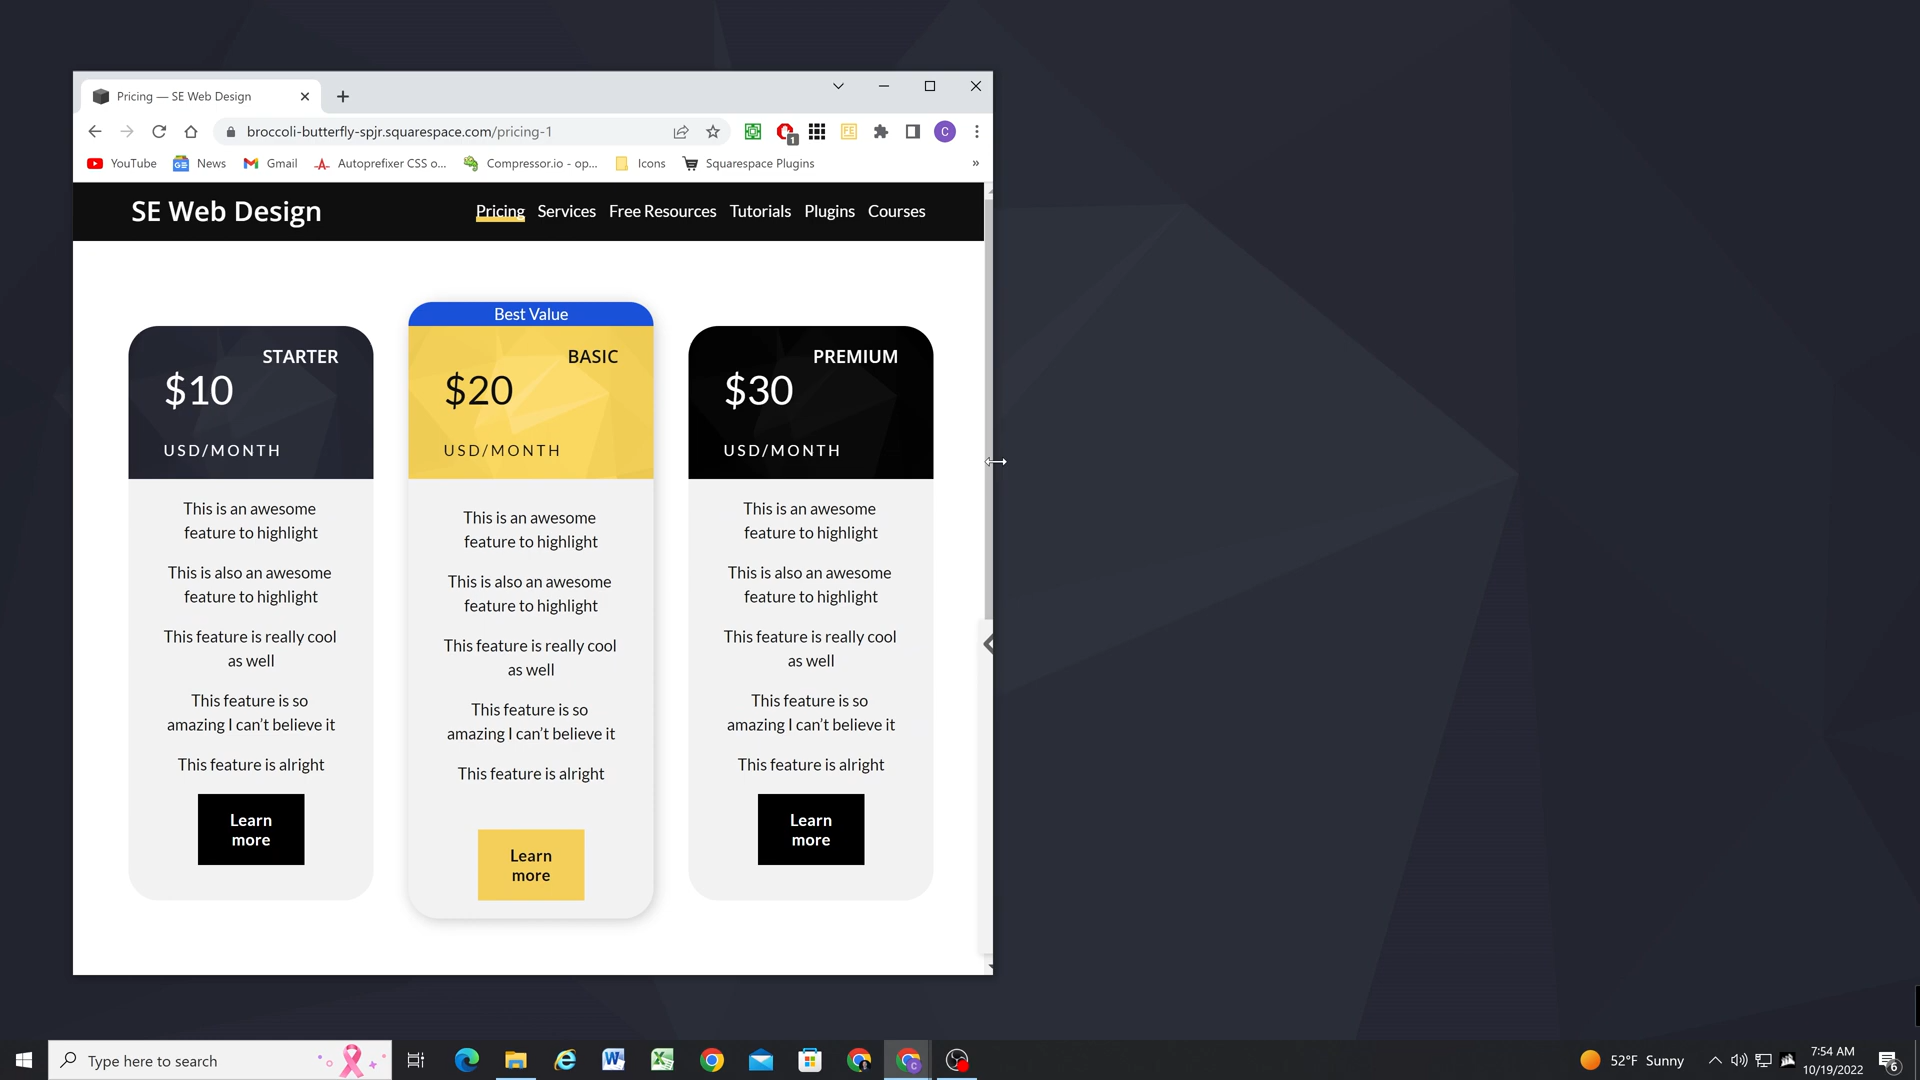 Pricing — SE Web Design
broccoli-butterfly-spjr.squarespace.com/pricing-1
FE
1
C
YouTube
GE
News
Gmail
Autoprefixer CSS o...
Compressor.io - op...
Icons
Squarespace Plugins
»
SE Web Design
Pricing
Services
Free Resources
Tutorials
Plugins
Courses
STARTER
$10
USD/MONTH
This is an awesome
feature to highlight
This is also an awesome
feature to highlight
This feature is really cool
as well
This feature is so
amazing I can't believe it
This feature is alright
Learn
more
Best Value
BASIC
$20
USD/MONTH
This is an awesome
feature to highlight
This is also an awesome
feature to highlight
This feature is really cool
as well
This feature is so
amazing I can't believe it
This feature is alright
Learn
more
PREMIUM
$30
USD/MONTH
This is an awesome
feature to highlight
This is also an awesome
feature to highlight
This feature is really cool
as well
This feature is so
amazing I can't believe it
This feature is alright
Learn
more
Type here to search
52°F Sunny
7:54 AM
10/19/2022
6